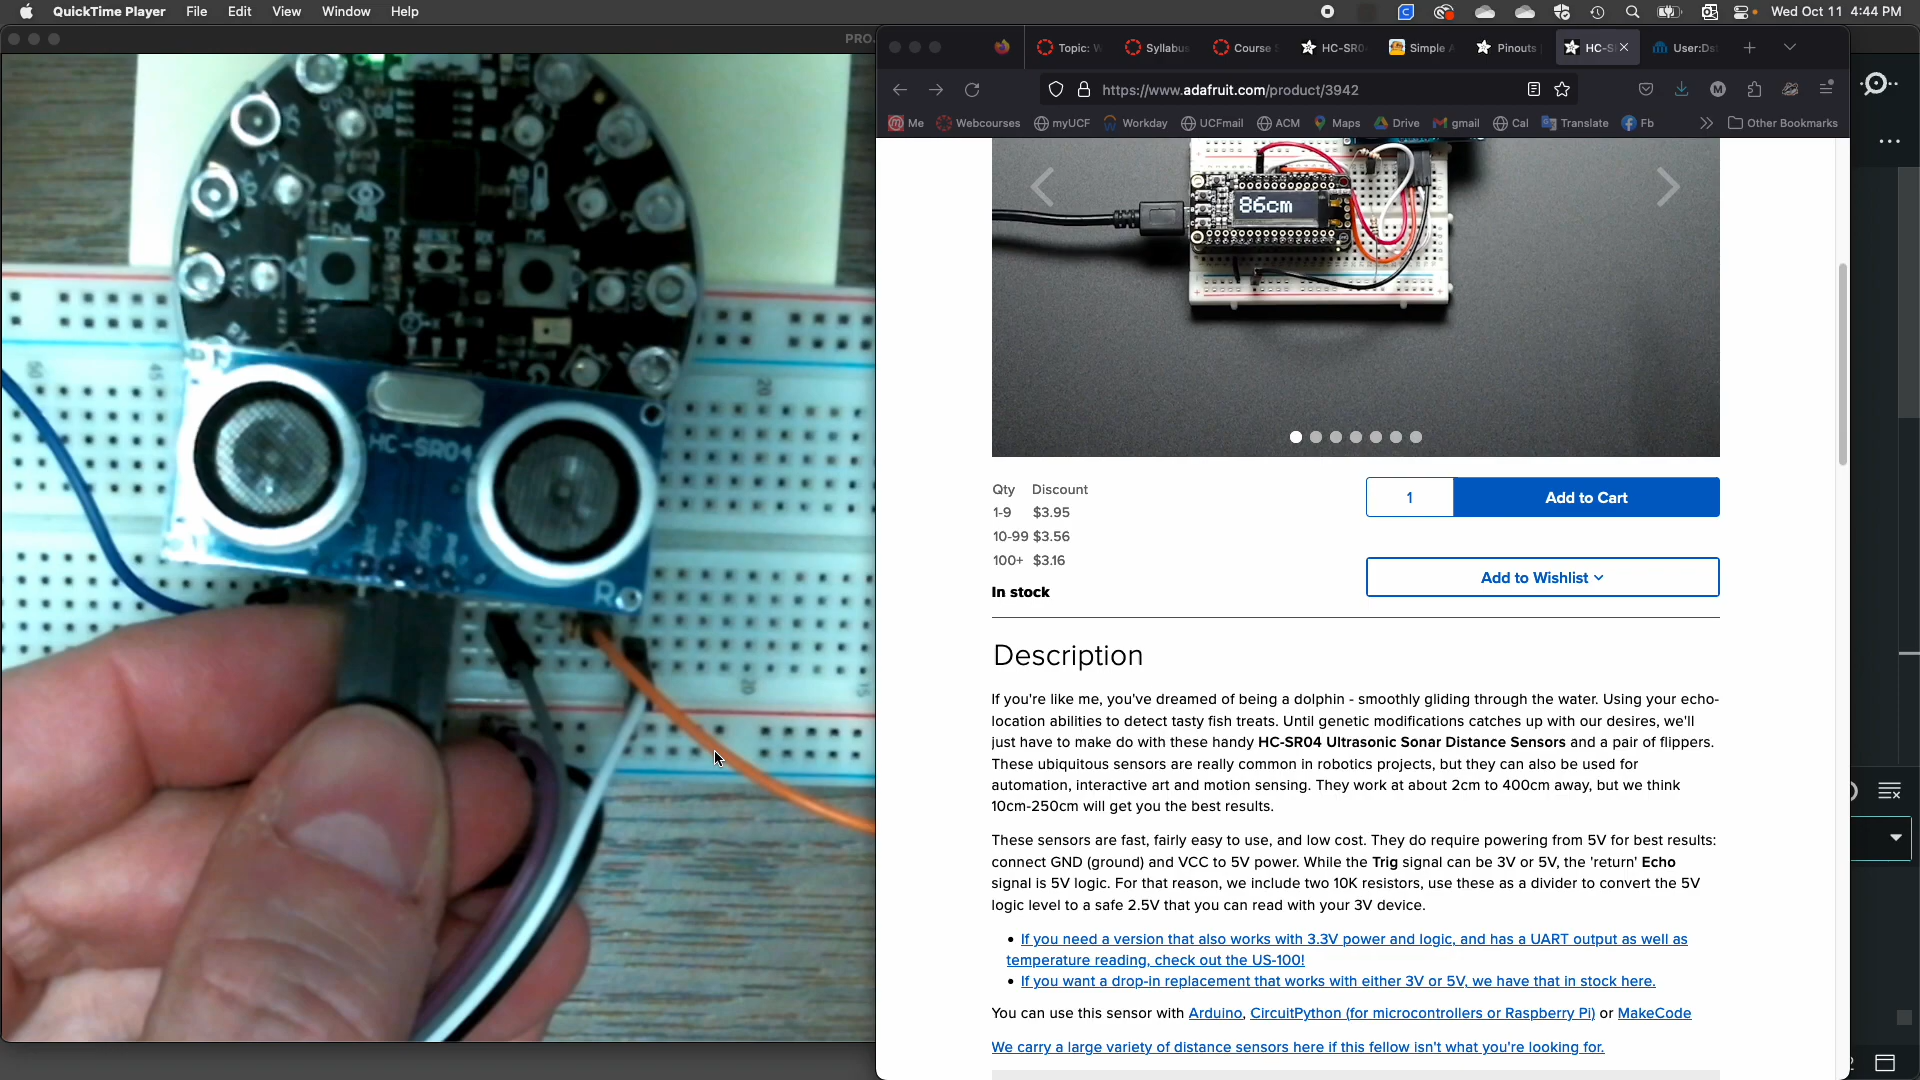 QuickTime Player File Edit View Window Help
Wed Oct 11 4:44 PM
PRO
Topic: W
Syllabus
Course
HC-SR0
Simple A
Pinouts
HC-S
User:Ds
https://www.adafruit.com/product/3942
Me Webcourses myUCF Workday UCFmail ACM Maps Drive gmail Cal Translate Fb Other Bookmarks
RESET
HC-SR04
R
45
20
20
15
86cm
Qty Discount
1-9 $3.95
10-99 $3.56
100+ $3.16
In stock
1
Add to Cart
Add to Wishlist
Description
If you're like me, you've dreamed of being a dolphin - smoothly gliding through the water. Using your echo-
location abilities to detect tasty fish treats. Until genetic modifications catches up with our desires, we'll
just have to make do with these handy HC-SR04 Ultrasonic Sonar Distance Sensors and a pair of flippers.
These ubiquitous sensors are really common in robotics projects, but they can also be used for
automation, interactive art and motion sensing. They work at about 2cm to 400cm away, but we think
10cm-250cm will get you the best results.
These sensors are fast, fairly easy to use, and low cost. They do require powering from 5V for best results:
connect GND (ground) and VCC to 5V power. While the Trig signal can be 3V or 5V, the 'return' Echo
signal is 5V logic. For that reason, we include two 10K resistors, use these as a divider to convert the 5V
logic level to a safe 2.5V that you can read with your 3V device.
If you need a version that also works with 3.3V power and logic, and has a UART output as well as
temperature reading, check out the US-100!
If you want a drop-in replacement that works with either 3V or 5V, we have that in stock here.
You can use this sensor with Arduino, CircuitPython (for microcontrollers or Raspberry Pi) or MakeCode
We carry a large variety of distance sensors here if this fellow isn't what you're looking for.